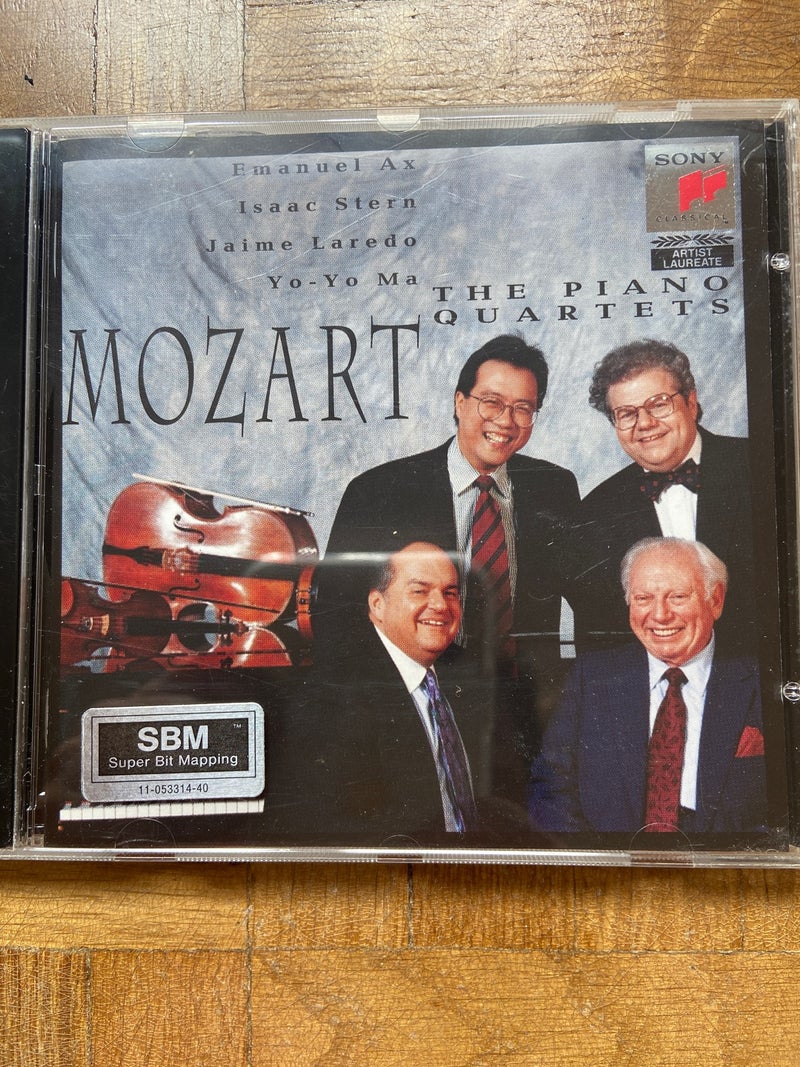 Emanuel Ax
Isaac Stern
Jaime Laredo
Yo-Yo Ma
MOZART
THE PIANO
QUARTETS
SONY
CLASSICAL
ARTIST
LAUREATE
SBM™
Super Bit Mapping
11-053314-40